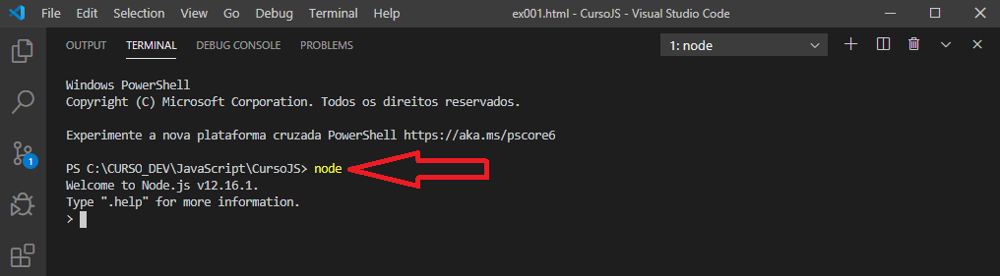 File Edit Selection View Go Debug Terminal Help ex001.html - CursoJS - Visual Studio Code
OUTPUT TERMINAL DEBUG CONSOLE PROBLEMS 1: node
Windows PowerShell
Copyright (C) Microsoft Corporation. Todos os direitos reservados.
Experimente a nova plataforma cruzada PowerShell https://aka.ms/pscore6
PS C:\CURSO_DEV\JavaScript\CursoJS> node
1
Welcome to Node.js v12.16.1.
Type ".help" for more information.
>